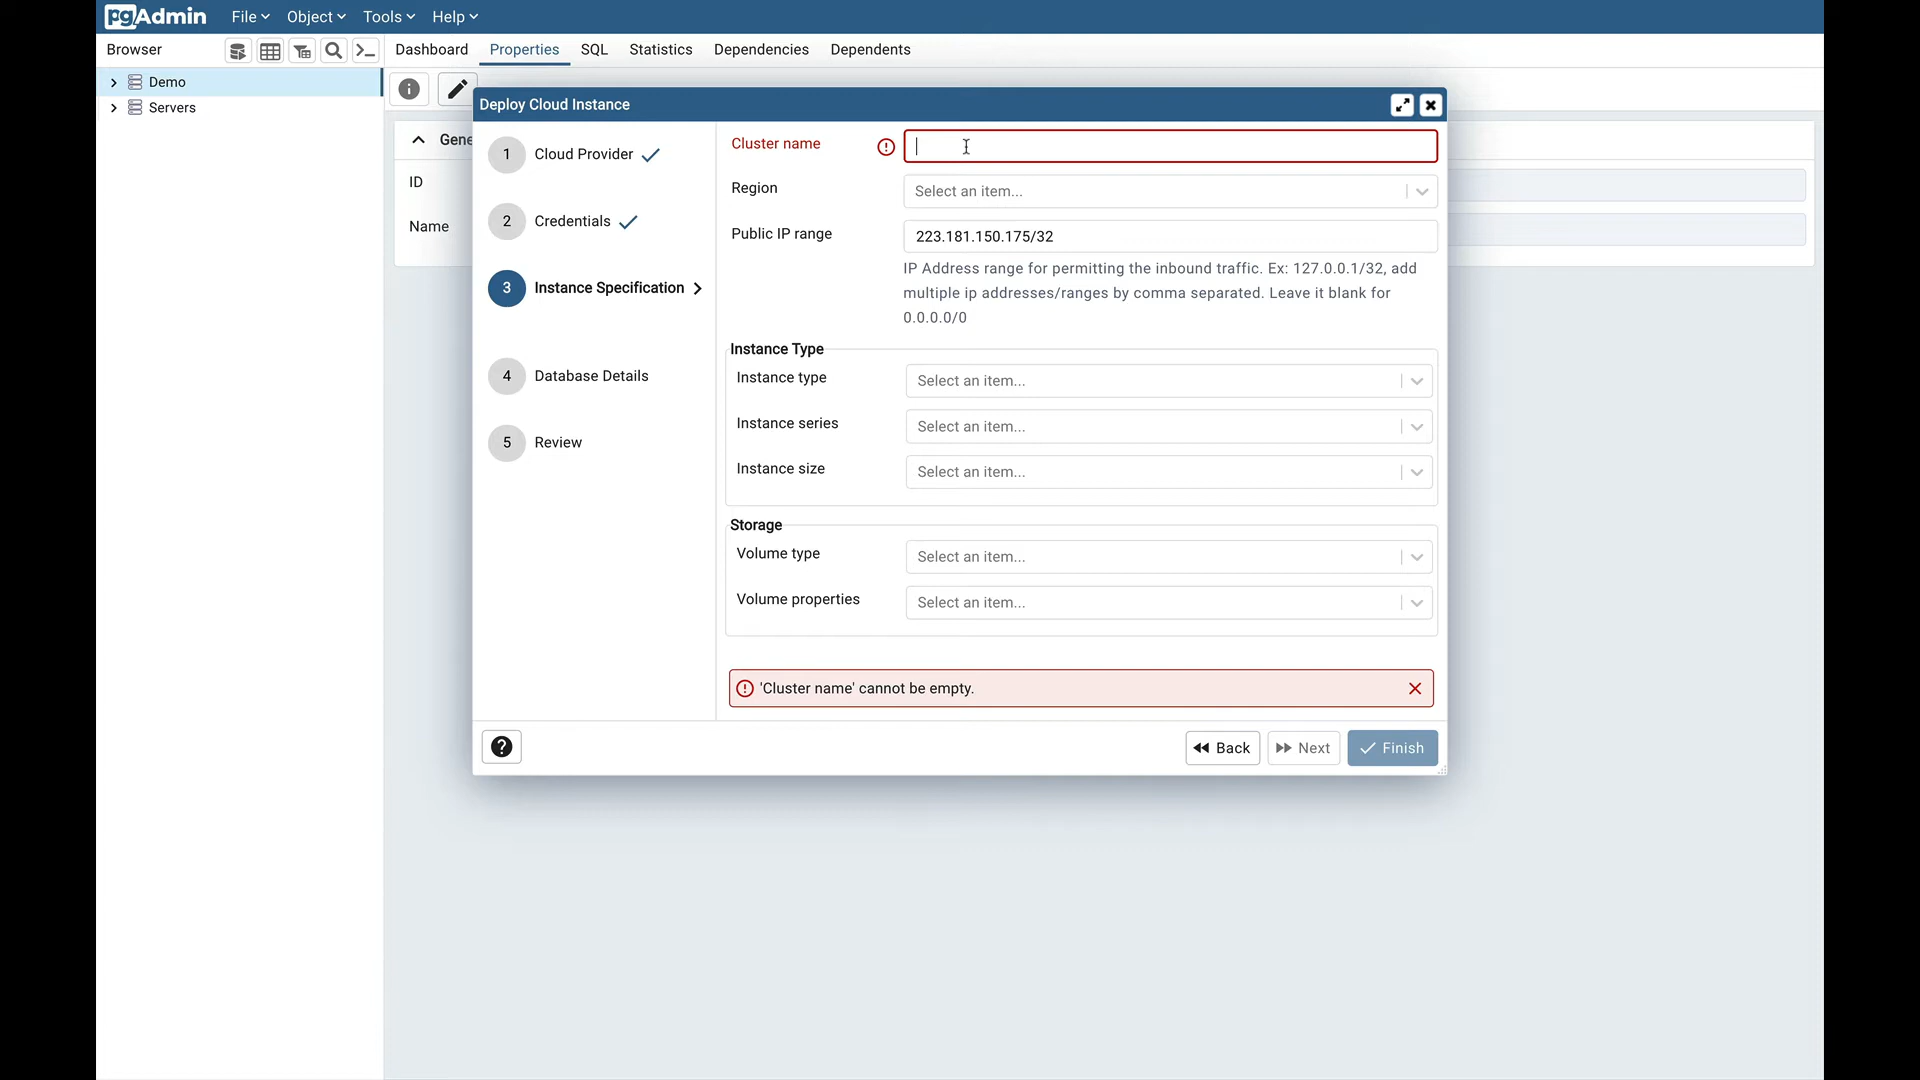 pgAdmin File Object Tools Help
Browser
Dashboard Properties SQL Statistics Dependencies Dependents
Demo
Servers
Gene
ID
Name
Deploy Cloud Instance
1 Cloud Provider
2 Credentials
3 Instance Specification
4 Database Details
5 Review
Cluster name
Region Select an item...
Public IP range 223.181.150.175/32
IP Address range for permitting the inbound traffic. Ex: 127.0.0.1/32, add
multiple ip addresses/ranges by comma separated. Leave it blank for
0.0.0.0/0
Instance Type
Instance type Select an item...
Instance series Select an item...
Instance size Select an item...
Storage
Volume type Select an item...
Volume properties Select an item...
'Cluster name' cannot be empty.
Back Next Finish